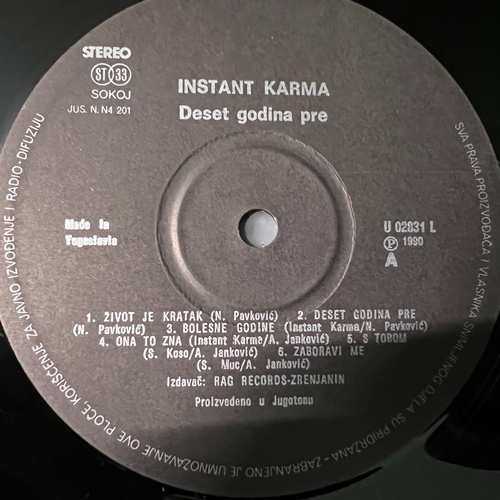 STEREO
ST 33
SOKOJ
JUS. N. N4 201
INSTANT KARMA
Deset godina pre
Made in
Yugoslavia
U 02831 L
℗ 1990
A
1. ŽIVOT JE KRATAK (N. Pavković) 2. DESET GODINA PRE
(N. Pavković) 3. BOLESNE GODINE (Instant Karma/N. Pavković)
4. ONA TO ZNA (Instant Karma/A. Janković) 5. S TOBOM
(S. Koso/A. Janković) 6. ZABORAVI ME
(S. Muc/A. Janković)
Izdavač: RAG RECORDS-ZRENJANIN
Proizvedeno u Jugotonu
SVA PRAVA PROIZVOĐAČA I VLASNIKA SNIMLJENOG DJELA SU PRIDRŽANA - ZABRANJENO JE UMNOŽAVANJE OVE PLOČE, KORIŠĆENJE ZA JAVNO IZVOĐENJE I RADIO-DIFUZIJU